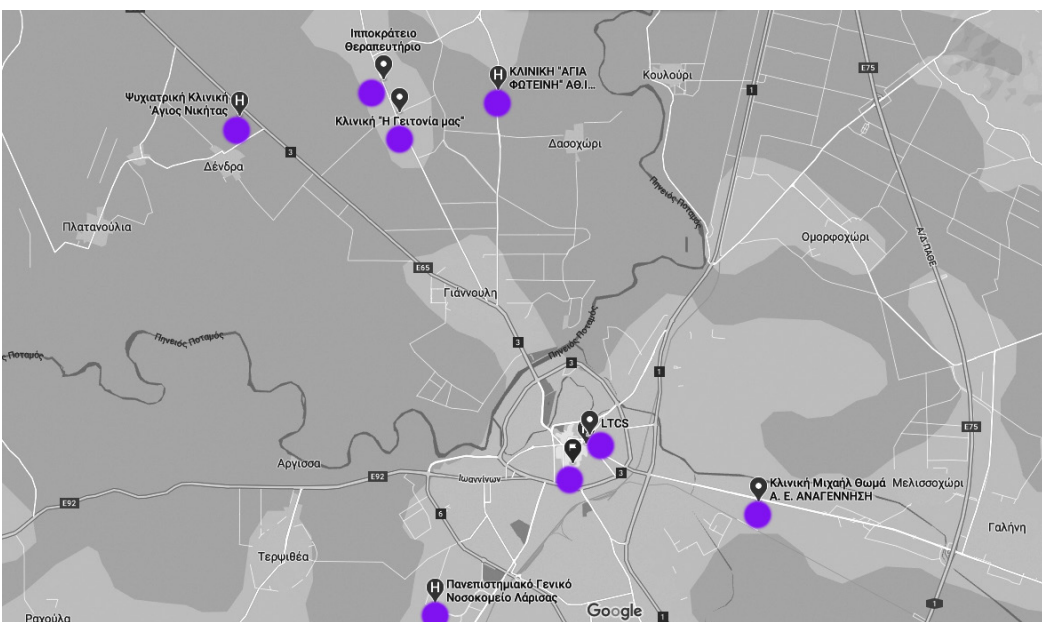 Ιπποκράτειο
Θεραπευτήριο
ΚΛΙΝΙΚΗ "ΑΓΙΑ
ΦΩΤΕΙΝΗ" ΑΘ.Ι...
Κουλούρι
E75
1
Ψυχιατρική Κλινική
'Αγιος Νικήτας
Κλινική "Η Γειτονία μας"
Δασοχώρι
3
Δένδρα
Πηνειός Ποταμός
Πλατανούλια
Ομορφοχώρι
Α/Δ ΠΑΘΕ
E65
Γιάννουλη
Πηνειός Ποταμός
Πηνειός Ποταμός
ς Ποταμός
3
3
1
LTCS
E75
Αργισσα
E92
Ιωαννίνων
3
Κλινική Μιχαήλ Θωμά
Α. Ε. ΑΝΑΓΕΝΝΗΣΗ
Μελισσοχώρι
E92
6
Γαλήνη
Τερψιθέα
Πανεπιστημιακό Γενικό
Νοσοκομείο Λάρισας
Google
1
1
Ραχούλα